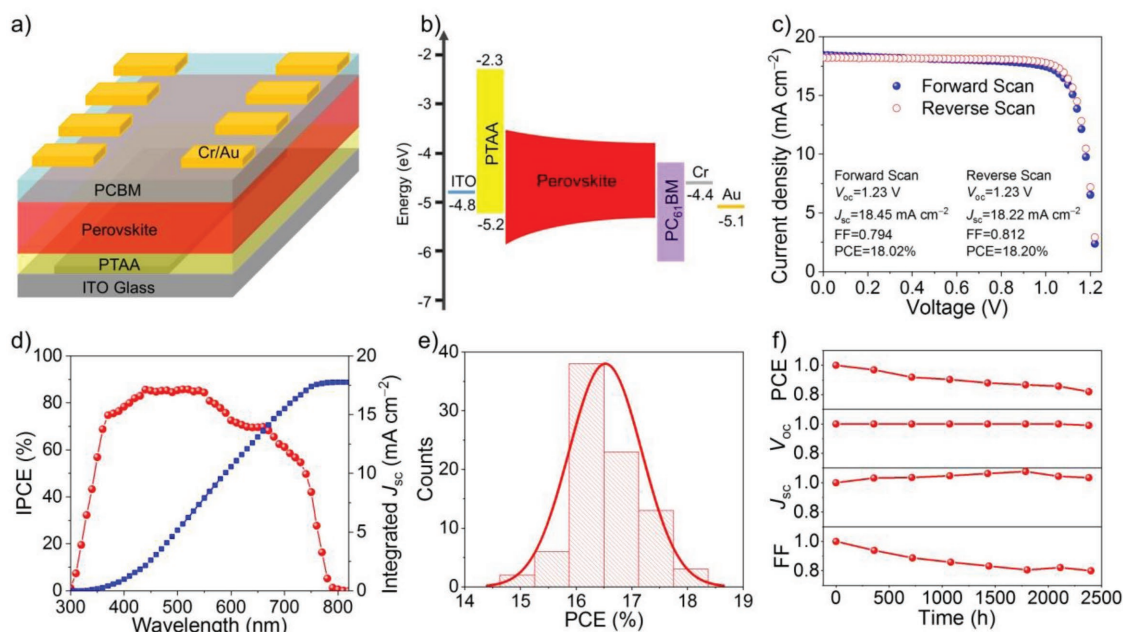 a)
Cr/Au
PCBM
Perovskite
PTAA
ITO Glass
b)
Energy (eV)
-2
-3
-4
-5
-6
-7
-2.3
PTAA
ITO
-4.8
-5.2
Perovskite
PC61BM
Cr
-4.4
Au
-5.1
c)
Current density (mA cm⁻²)
20
15
10
5
0
Forward Scan
Reverse Scan
Forward Scan
Voc=1.23 V
Jsc=18.45 mA cm⁻²
FF=0.794
PCE=18.02%
Reverse Scan
Voc=1.23 V
Jsc=18.22 mA cm⁻²
FF=0.812
PCE=18.20%
0.0 0.2 0.4 0.6 0.8 1.0 1.2
Voltage (V)
d)
IPCE (%)
100
80
60
40
20
0
300 400 500 600 700 800
Wavelength (nm)
20
15
10
5
0
Integrated Jsc (mA cm⁻²)
e)
Counts
40
30
20
10
0
14 15 16 17 18 19
PCE (%)
f)
PCE
1.0
0.8
Voc
1.0
0.8
Jsc
1.0
0.8
FF
1.0
0.8
0 500 1000 1500 2000 2500
Time (h)